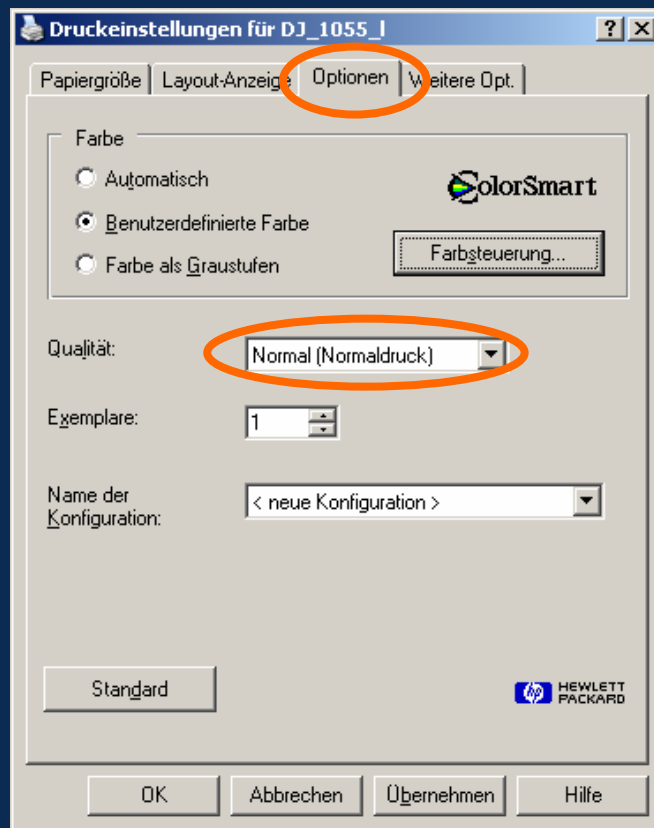 Druckeinstellungen für DJ_1055_l
Papiergröße Layout-Anzeige Optionen Weitere Opt.
Farbe
Automatisch
ColorSmart
Benutzerdefinierte Farbe
Farbsteuerung...
Farbe als Graustufen
Qualität: Normal (Normaldruck)
Exemplare: 1
Name der
Konfiguration: < neue Konfiguration >
Standard
hp HEWLETT
PACKARD
OK Abbrechen Übernehmen Hilfe